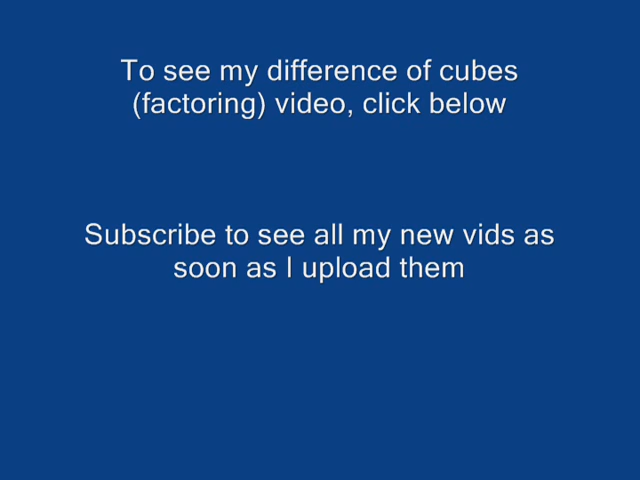 To see my difference of cubes
(factoring) video, click below
Subscribe to see all my new vids as
soon as I upload them